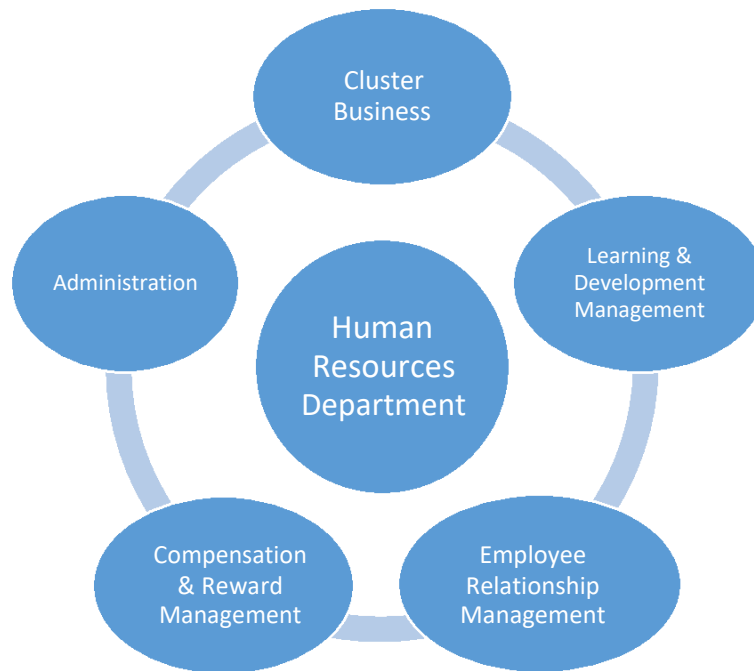 Cluster
Business
Learning &
Development
Management
Administration
Human
Resources
Department
Compensation
& Reward
Management
Employee
Relationship
Management